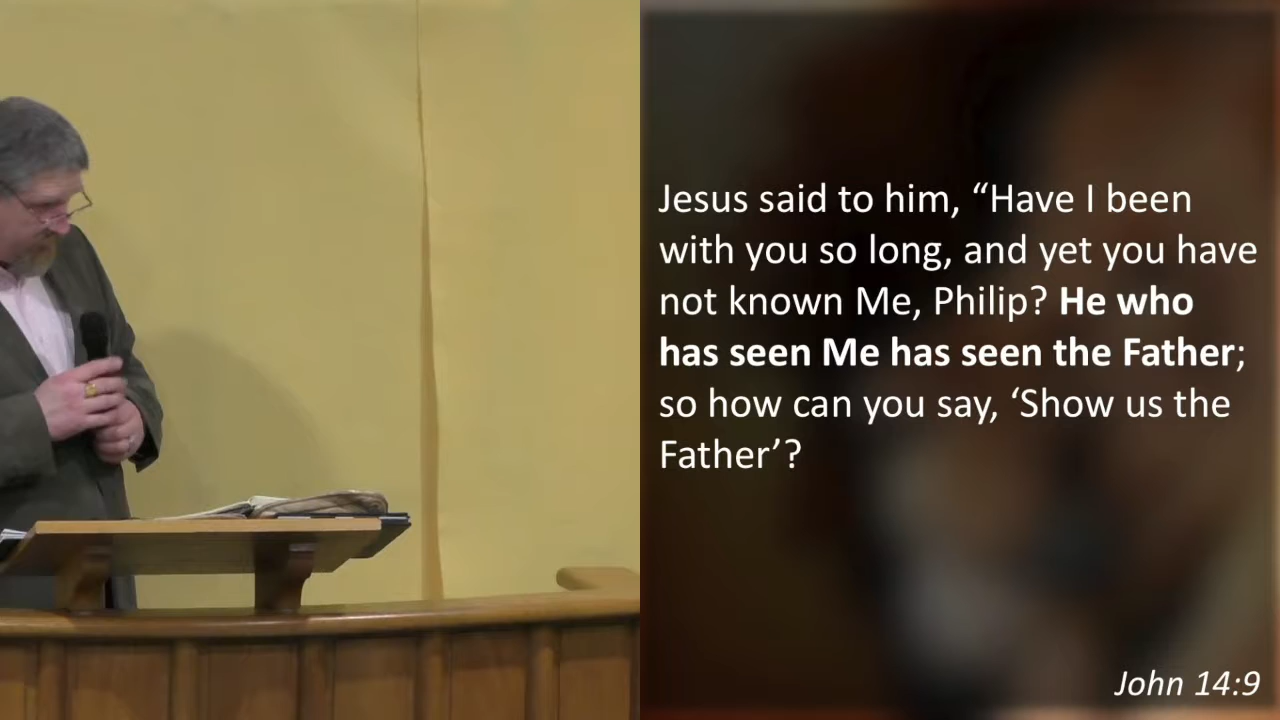 Jesus said to him, “Have I been
with you so long, and yet you have
not known Me, Philip? He who
has seen Me has seen the Father;
so how can you say, ‘Show us the
Father’?
John 14:9